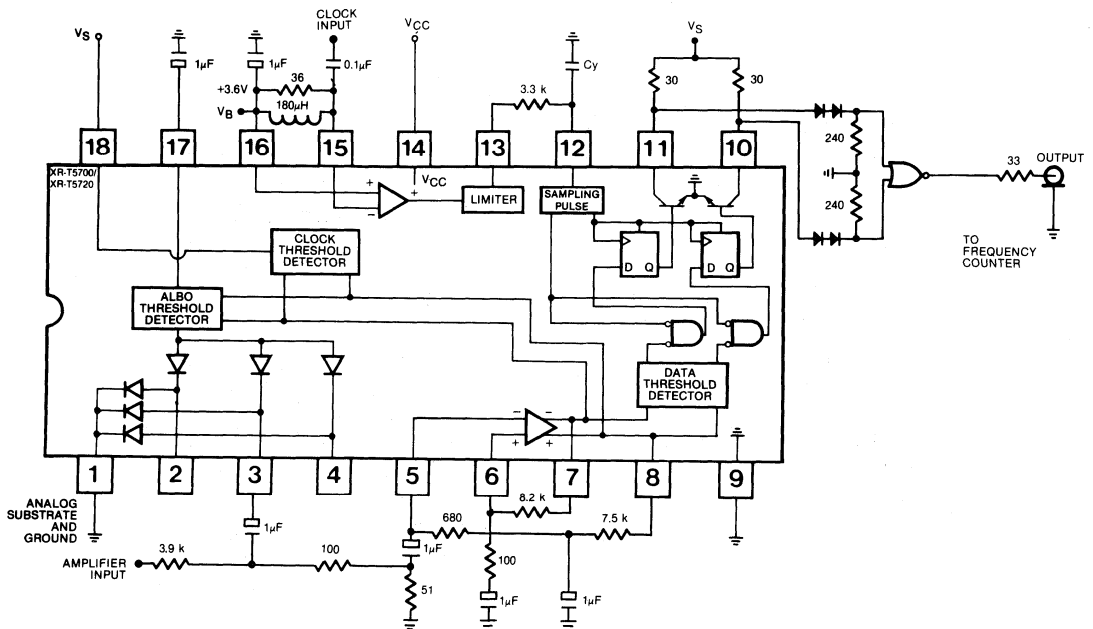 VS
1µF
1µF
CLOCK
INPUT
0.1µF
VCC
Cy
VS
+3.6V
36
180µH
VB
3.3 k
30
30
18
17
16
15
14
13
12
11
10
XR-T5700/
XR-T5720
VCC
+
−
LIMITER
SAMPLING
PULSE
240
240
33
OUTPUT
TO
FREQUENCY
COUNTER
CLOCK
THRESHOLD
DETECTOR
D Q
D Q
ALBO
THRESHOLD
DETECTOR
DATA
THRESHOLD
DETECTOR
− −
+ +
1
2
3
4
5
6
7
8
9
ANALOG
SUBSTRATE
AND
GROUND
1µF
680
8.2 k
7.5 k
AMPLIFIER
INPUT
3.9 k
100
1µF
51
100
1µF
1µF